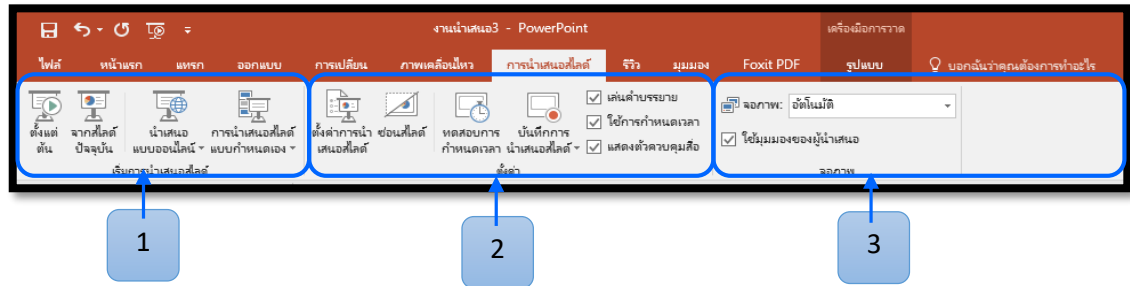 งานนำเสนอ3 - PowerPoint
เครื่องมือการวาด
ไฟล์ หน้าแรก แทรก ออกแบบ การเปลี่ยน ภาพเคลื่อนไหว การนำเสนอสไลด์ รีวิว มุมมอง Foxit PDF รูปแบบ บอกฉันว่าคุณต้องการทำอะไร
ตั้งแต่ต้น
จากสไลด์ปัจจุบัน
นำเสนอแบบออนไลน์
การนำเสนอสไลด์แบบกำหนดเอง
เริ่มการนำเสนอสไลด์
ตั้งค่าการนำเสนอสไลด์
ซ่อนสไลด์
ทดสอบการกำหนดเวลา
บันทึกการนำเสนอสไลด์
เล่นคำบรรยาย
ใช้การกำหนดเวลา
แสดงตัวควบคุมสื่อ
ตั้งค่า
จอภาพ: อัตโนมัติ
ใช้มุมมองของผู้นำเสนอ
จอภาพ
1
2
3